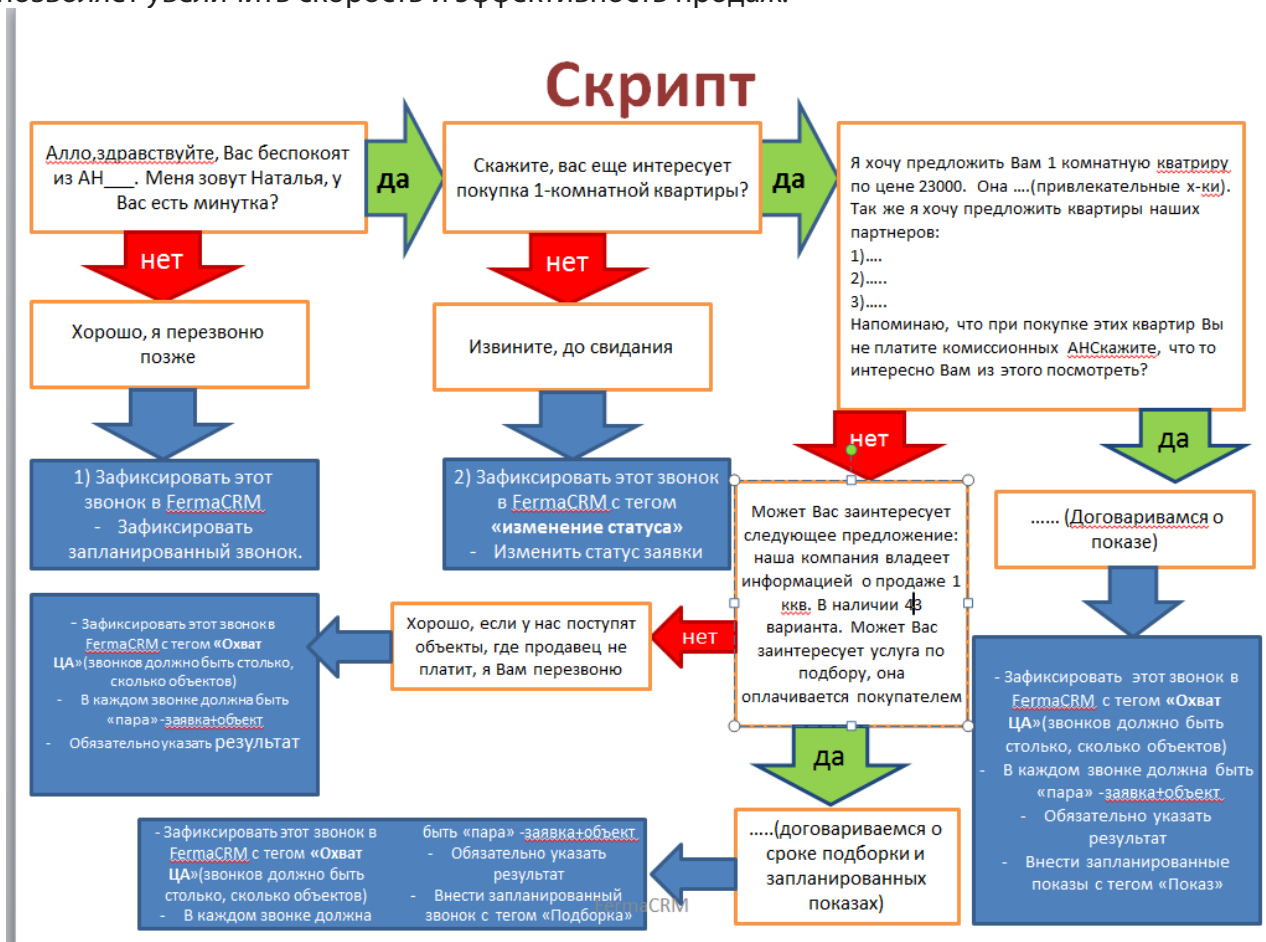 позволяет увеличить скорость и эффективность продаж.
Скрипт
Алло,здравствуйте, Вас беспокоят
из АН___. Меня зовут Наталья, у
Вас есть минутка?
да
Скажите, вас еще интересует
покупка 1-комнатной квартиры?
да
Я хочу предложить Вам 1 комнатную кватриру
по цене 23000. Она ....(привлекательные х-ки).
Так же я хочу предложить квартиры наших
партнеров:
1)....
2).....
3).....
Напоминаю, что при покупке этих квартир Вы
не платите комиссионных АНСкажите, что то
интересно Вам из этого посмотреть?
нет
Хорошо, я перезвоню
позже
1) Зафиксировать этот
звонок в FermaCRM
- Зафиксировать
запланированный звонок.
нет
Извините, до свидания
2) Зафиксировать этот звонок
в FermaCRM с тегом
«изменение статуса»
- Изменить статус заявки
нет
да
Может Вас заинтересует
следующее предложение:
наша компания владеет
информацией о продаже 1
ккв. В наличии 43
варианта. Может Вас
заинтересует услуга по
подбору, она
оплачивается покупателем
...... (Договаривамся о
показе)
- Зафиксировать этот звонок в
FermaCRM с тегом «Охват
ЦА»(звонков должно быть
столько, сколько объектов)
- В каждом звонке должна быть
«пара» -заявка+объект
- Обязательно указать
результат
- Внести запланированные
показы с тегом «Показ»
нет
Хорошо, если у нас поступят
объекты, где продавец не
платит, я Вам перезвоню
- Зафиксировать этот звонок в
FermaCRM с тегом «Охват
ЦА»(звонков должно быть столько,
сколько объектов)
- В каждом звонке должна быть
«пара» -заявка+объект
- Обязательно указать результат
да
.....(договариваемся о
сроке подборки и
запланированных
показах)
- Зафиксировать этот звонок в
FermaCRM с тегом «Охват
ЦА»(звонков должно быть
столько, сколько объектов)
- В каждом звонке должна
быть «пара» -заявка+объект
- Обязательно указать
результат
- Внести запланированный
звонок с тегом «Подборка»
FermaCRM